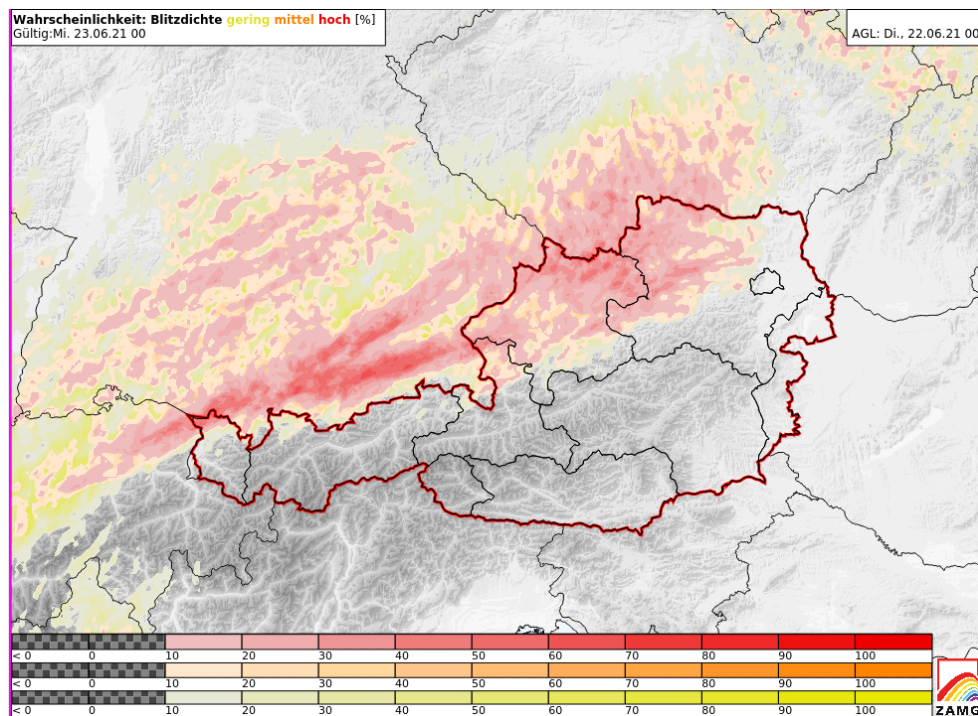 Wahrscheinlichkeit: Blitzdichte gering mittel hoch [%]
Gültig:Mi. 23.06.21 00
AGL: Di., 22.06.21 00
< 0 0 10 20 30 40 50 60 70 80 90 100
< 0 0 10 20 30 40 50 60 70 80 90 100
< 0 0 10 20 30 40 50 60 70 80 90 100
ZAMG